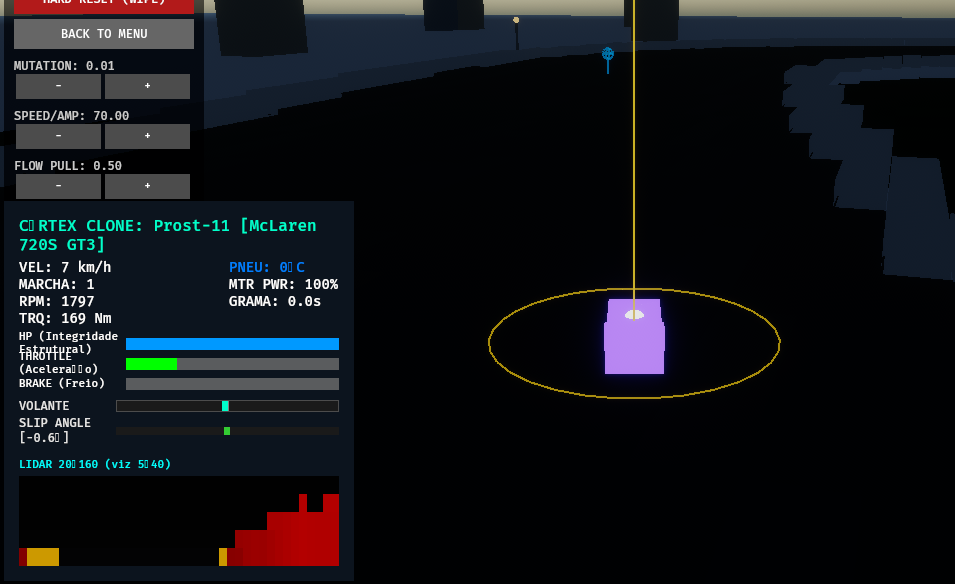 HARD RESET (WIPE)
BACK TO MENU
MUTATION: 0.01
- +
SPEED/AMP: 70.00
- +
FLOW PULL: 0.50
- +
C▯RTEX CLONE: Prost-11 [McLaren
720S GT3]
VEL: 7 km/h PNEU: 0▯C
MARCHA: 1 MTR PWR: 100%
RPM: 1797 GRAMA: 0.0s
TRQ: 169 Nm
HP (Integridade
Estrutural)
THROTTLE
(Acelera▯▯o)
BRAKE (Freio)
VOLANTE
SLIP ANGLE
[-0.6▯]
LIDAR 20▯160 (viz 5▯40)